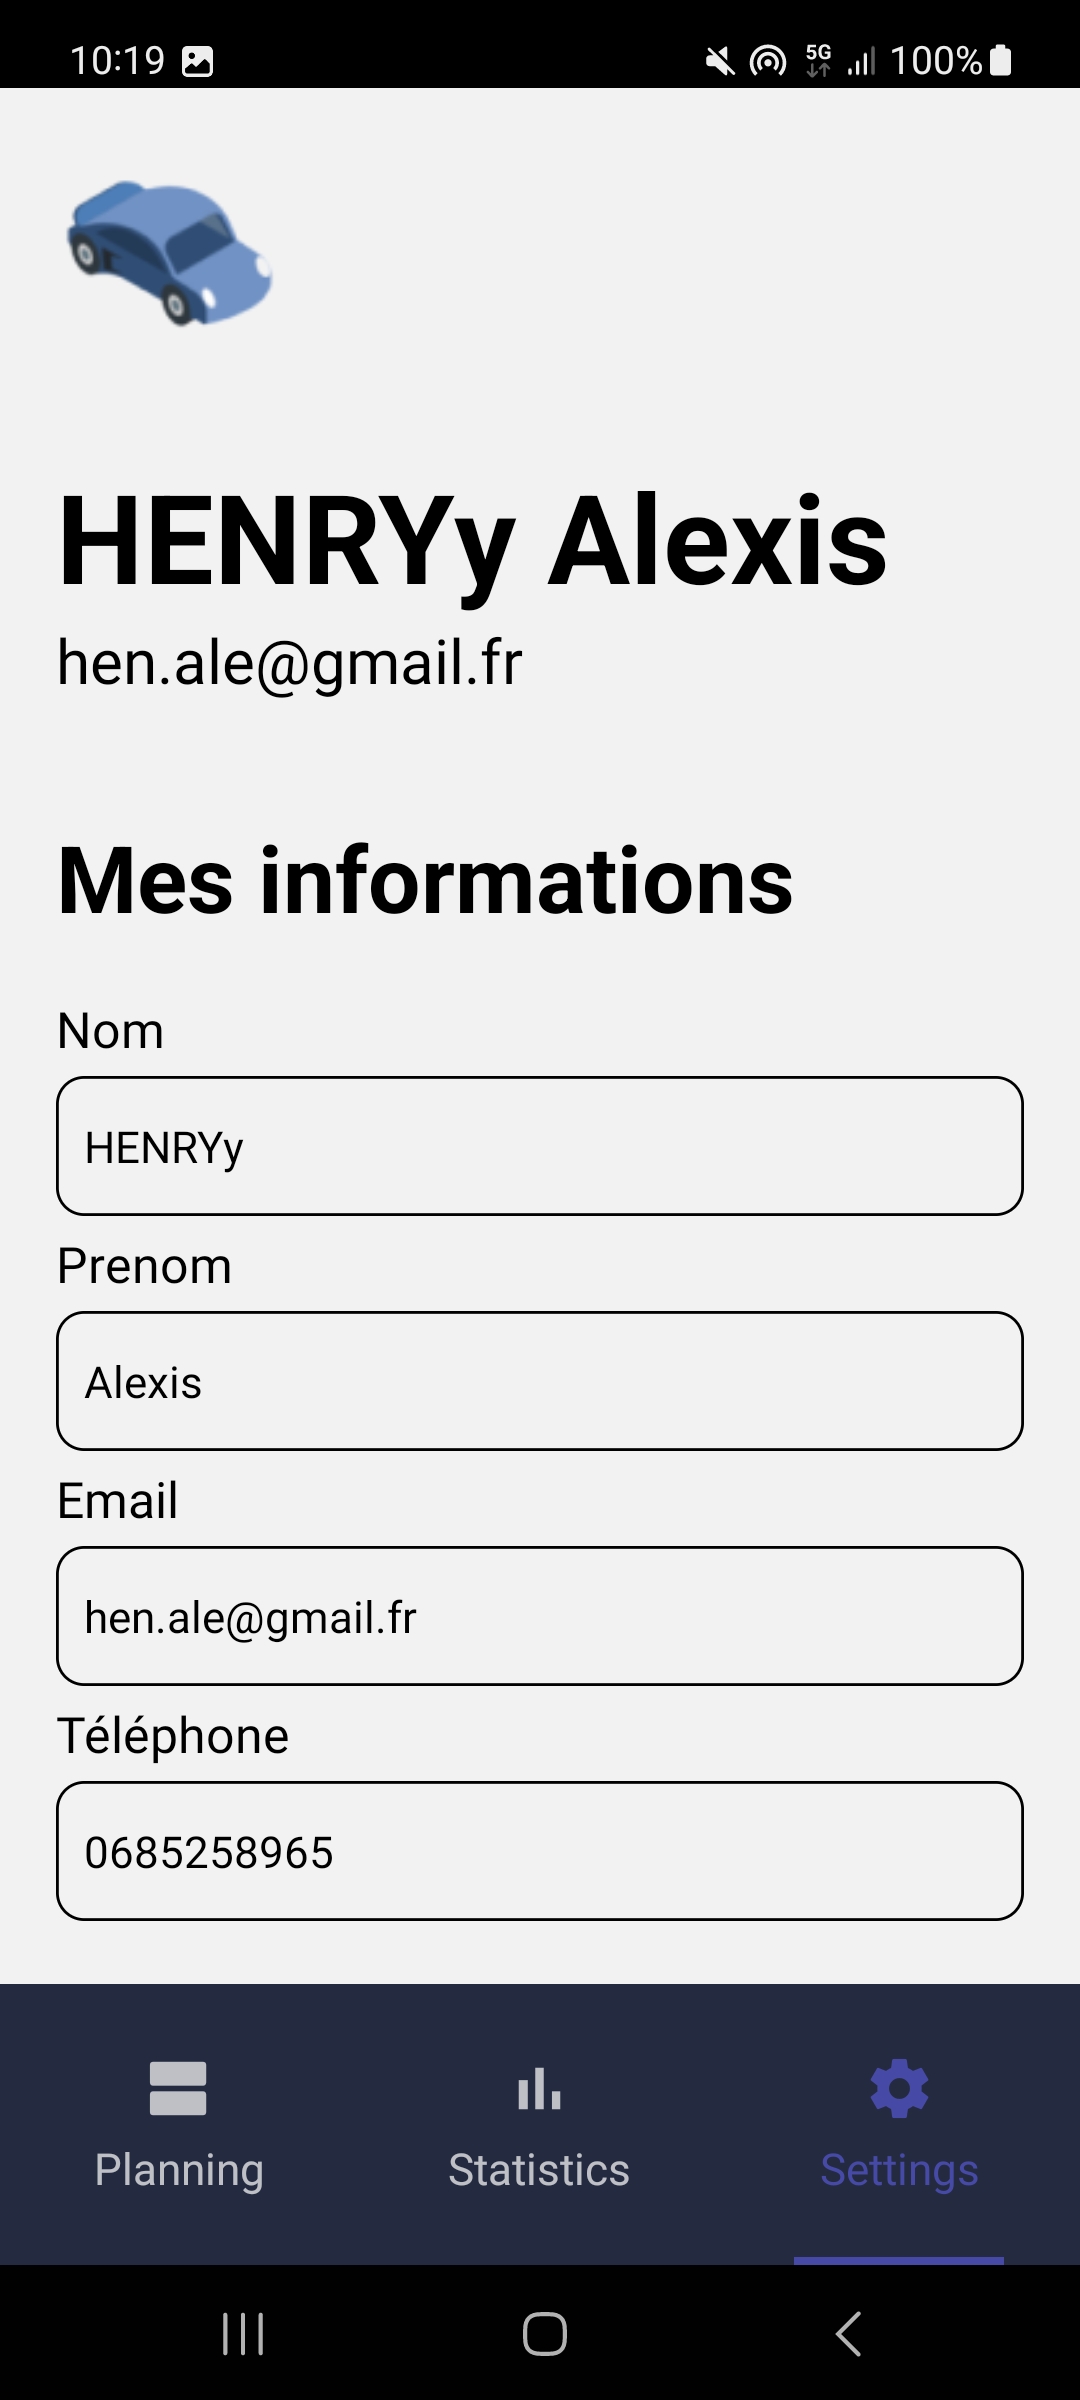 10:19 5G 100%
HENRYy Alexis
hen.ale@gmail.fr
Mes informations
Nom
HENRYy
Prenom
Alexis
Email
hen.ale@gmail.fr
Téléphone
0685258965
Planning Statistics Settings